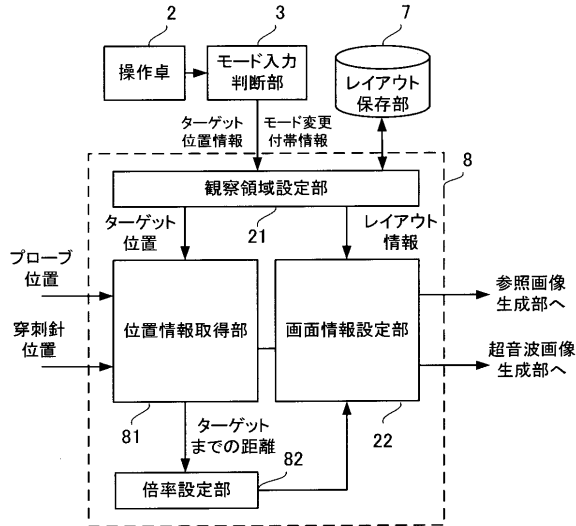 2
3
7
操作卓
モード入力
判断部
レイアウト
保存部
ターゲット
位置情報
モード変更
付帯情報
8
観察領域設定部
21
ターゲット
位置
レイアウト
情報
プローブ
位置
穿刺針
位置
位置情報取得部
画面情報設定部
参照画像
生成部へ
超音波画像
生成部へ
81
ターゲット
までの距離
22
82
倍率設定部